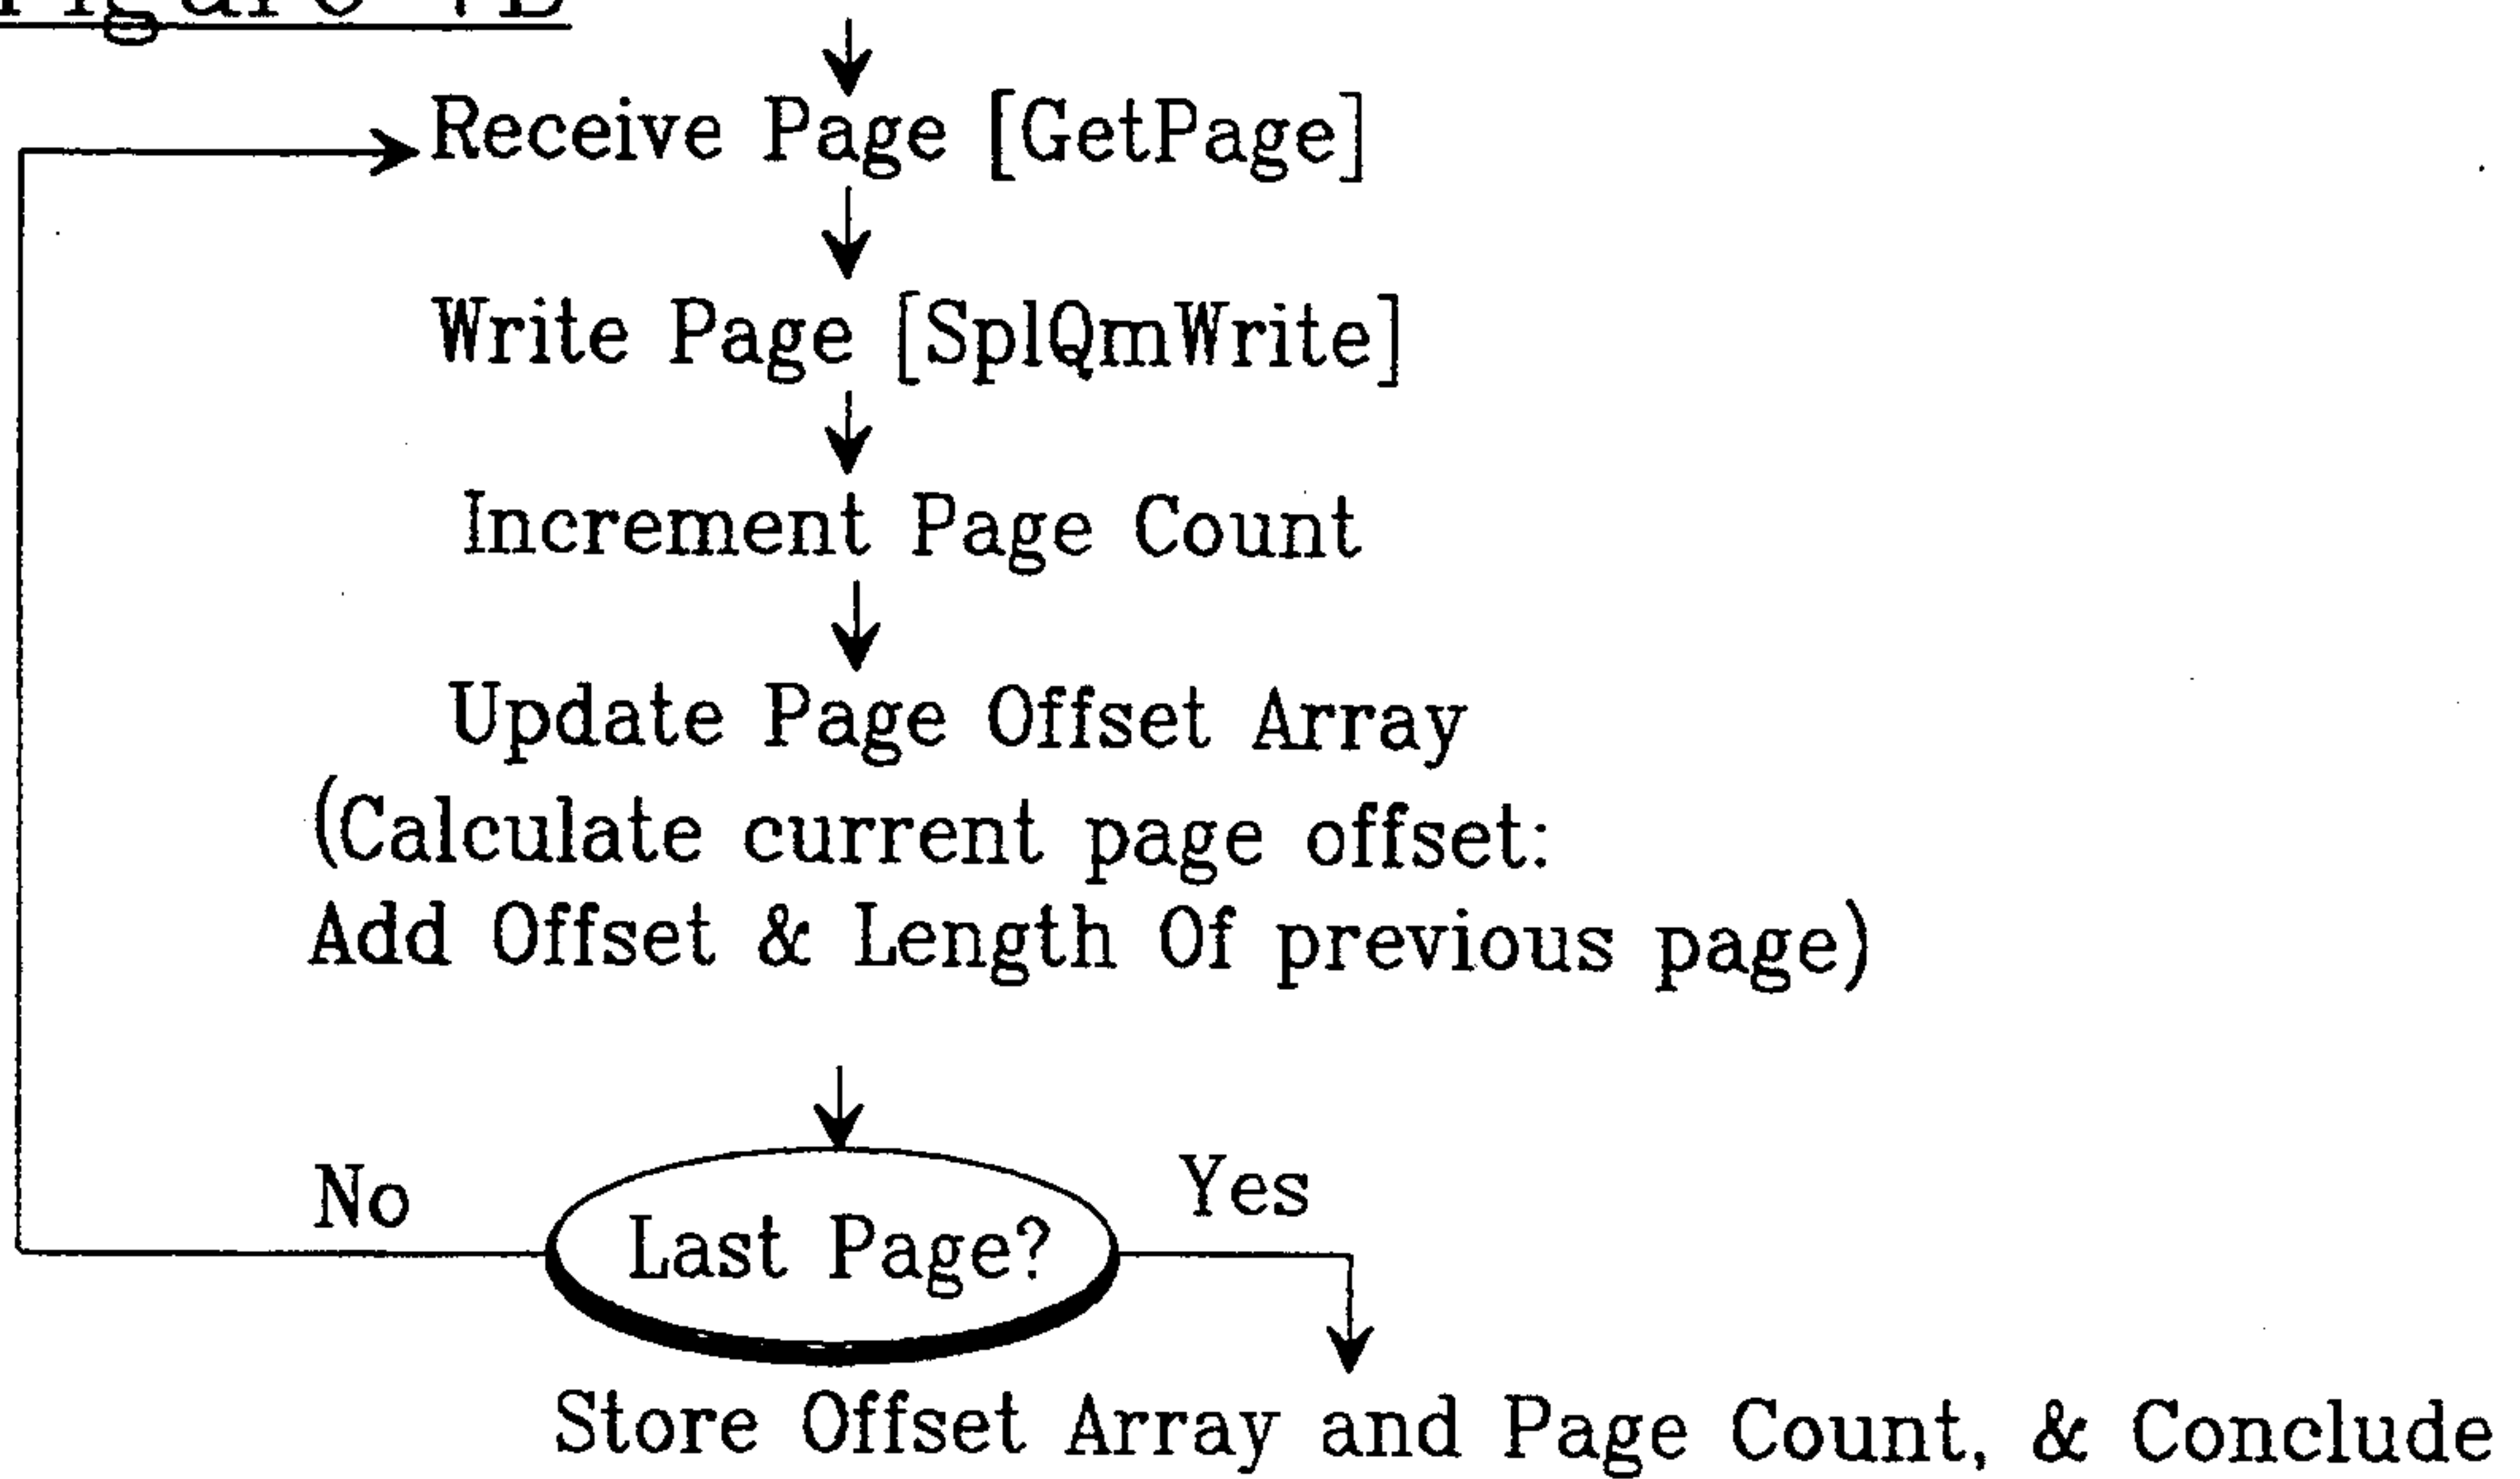 Receive Page [GetPage]
Write Page [SplQmWrite]
Increment Page Count
Update Page Offset Array
(Calculate current page offset:
Add Offset & Length Of previous page)
No
Yes
Last Page?
Store Offset Array and Page Count, & Conclude